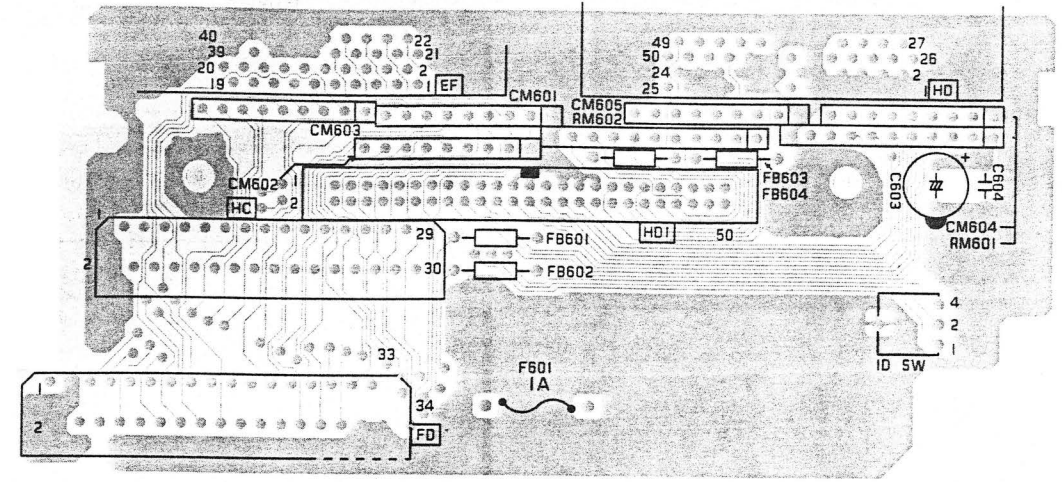 40
39
20
19
22
21
2
1
EF
49
50
24
25
27
26
2
1
HD
CM601
CM605
RM602
CM603
FB603
FB604
C603
+
C604
CM602
1
2
HC
CM604
RM601
1
29
HD1
50
FB601
2
30
FB602
4
2
1
ID SW
33
F601
1A
1
34
2
FD